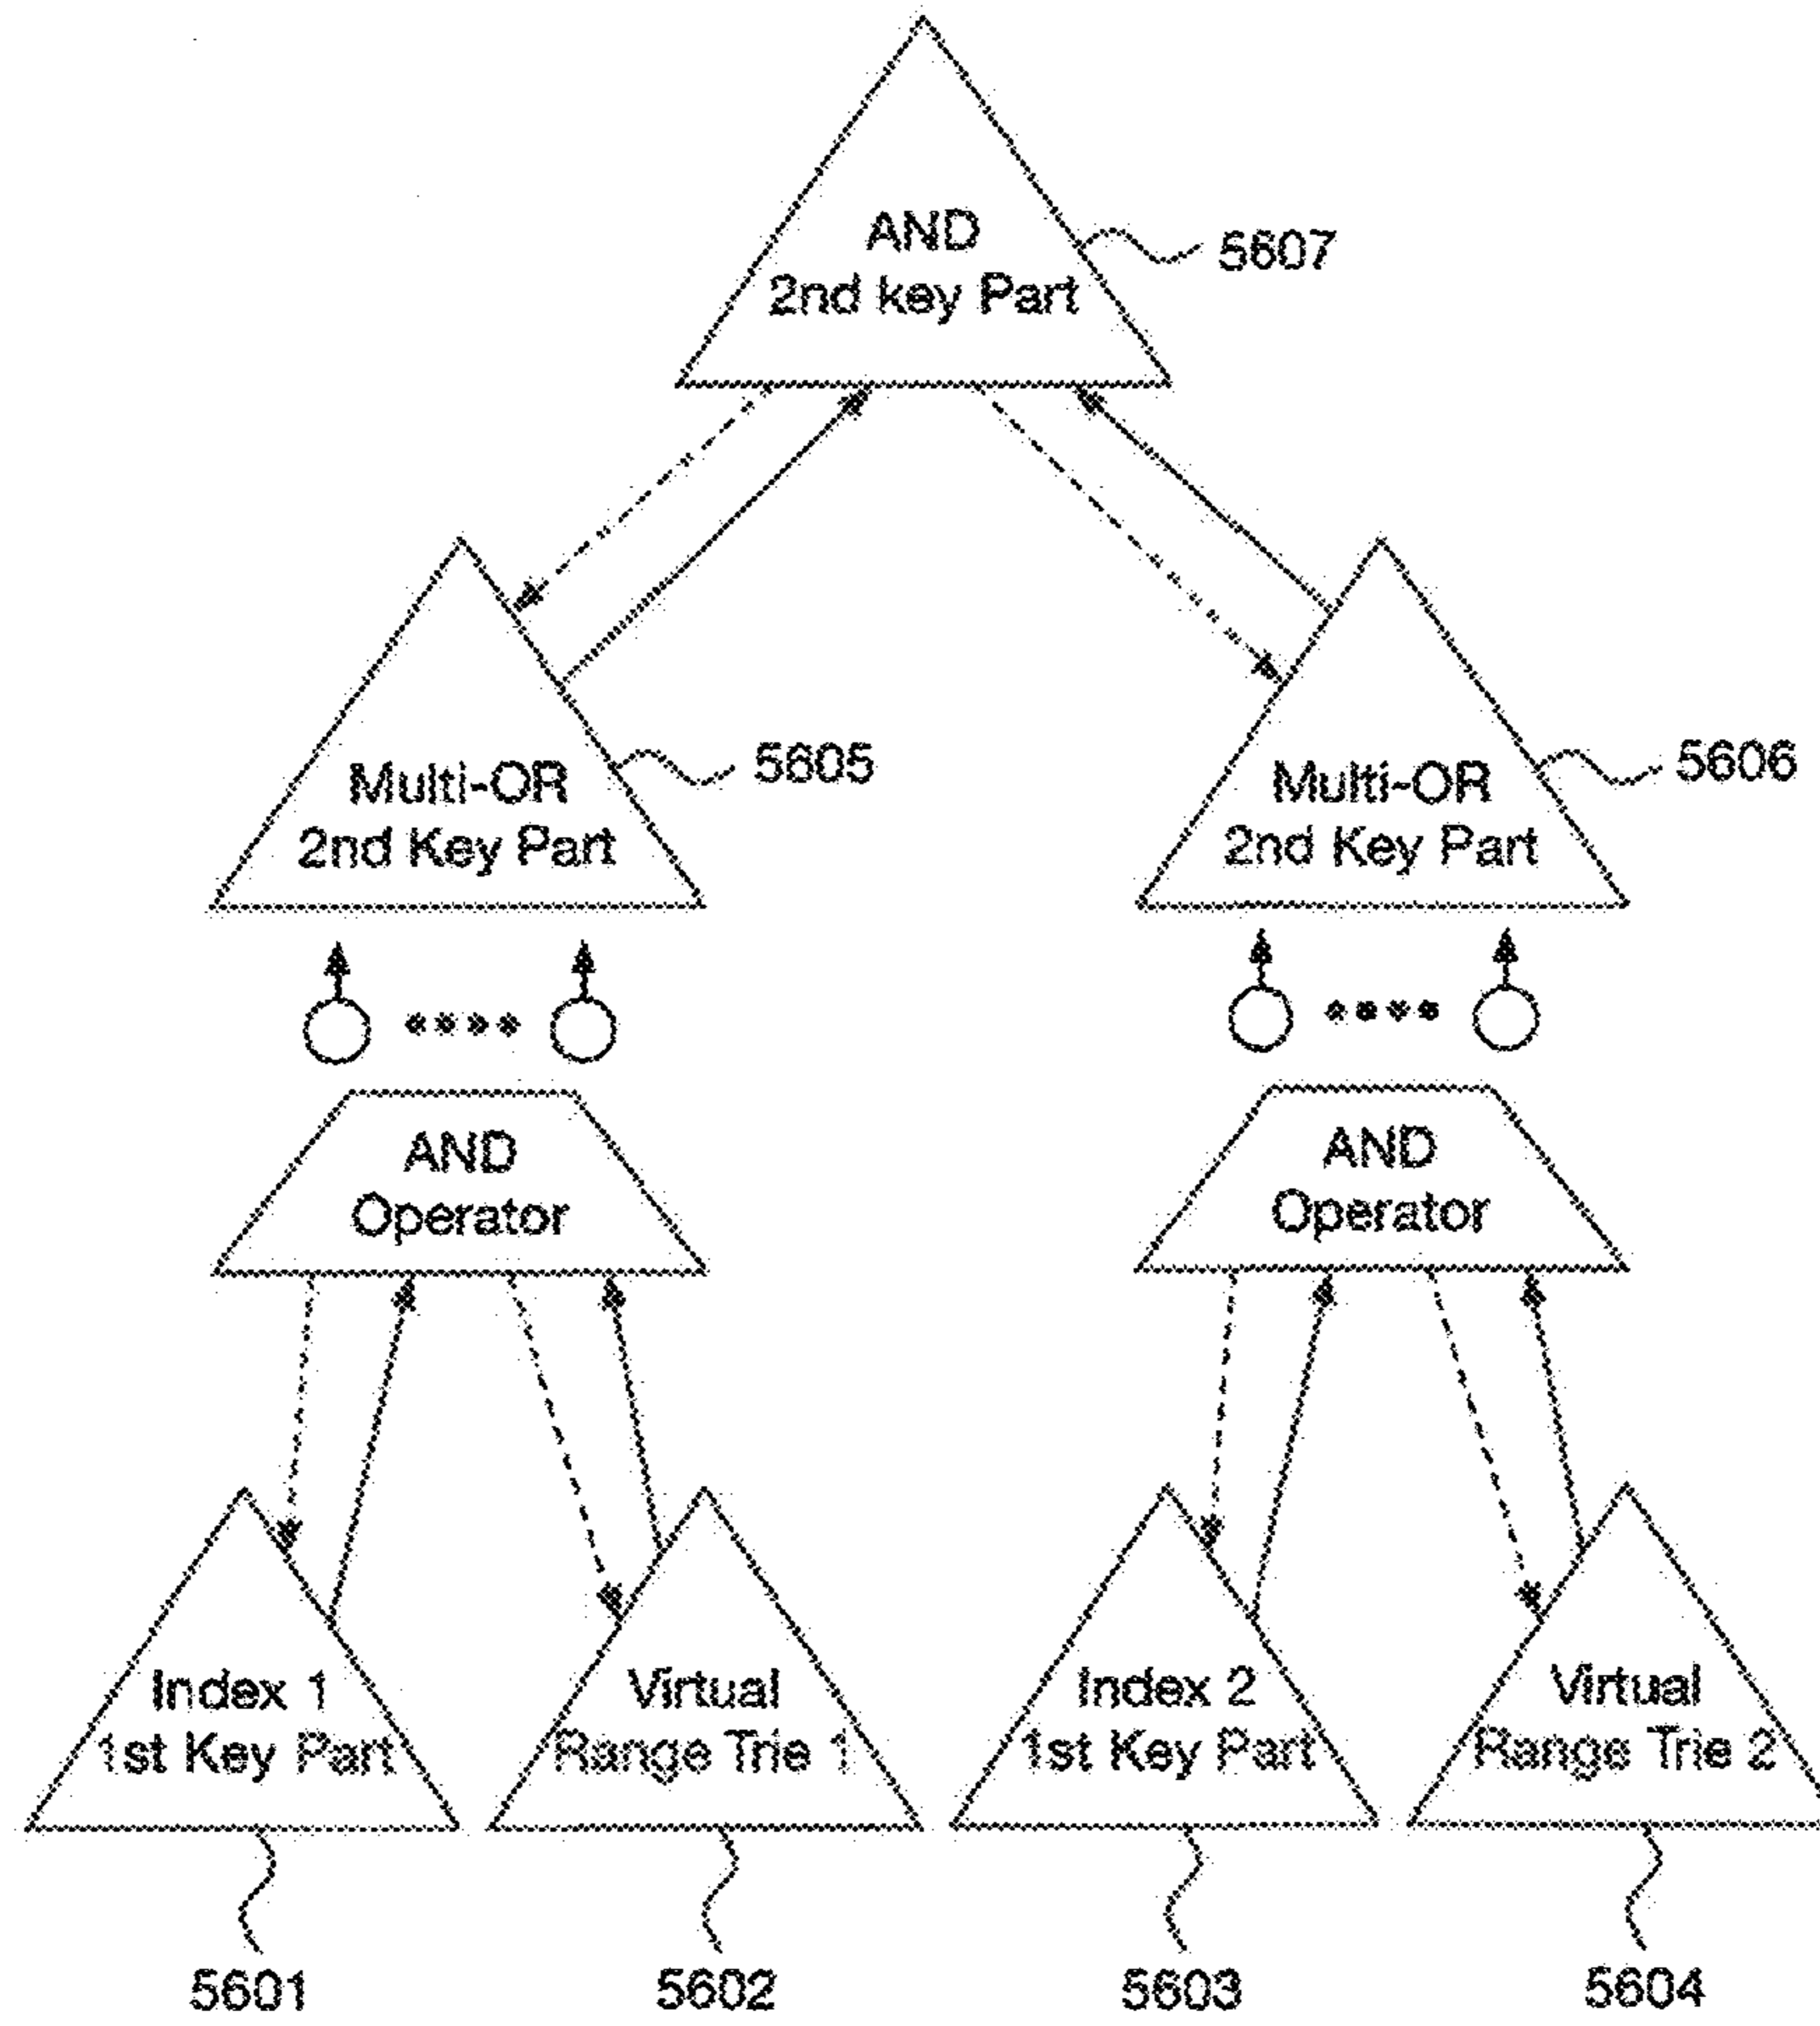 AND
2nd key Part
5607
Multi-OR
2nd Key Part
5605
Multi-OR
2nd Key Part
5606
AND
Operator
AND
Operator
Index 1
1st Key Part
Virtual
Range Trie 1
Index 2
1st Key Part
Virtual
Range Trie 2
5601
5602
5603
5604